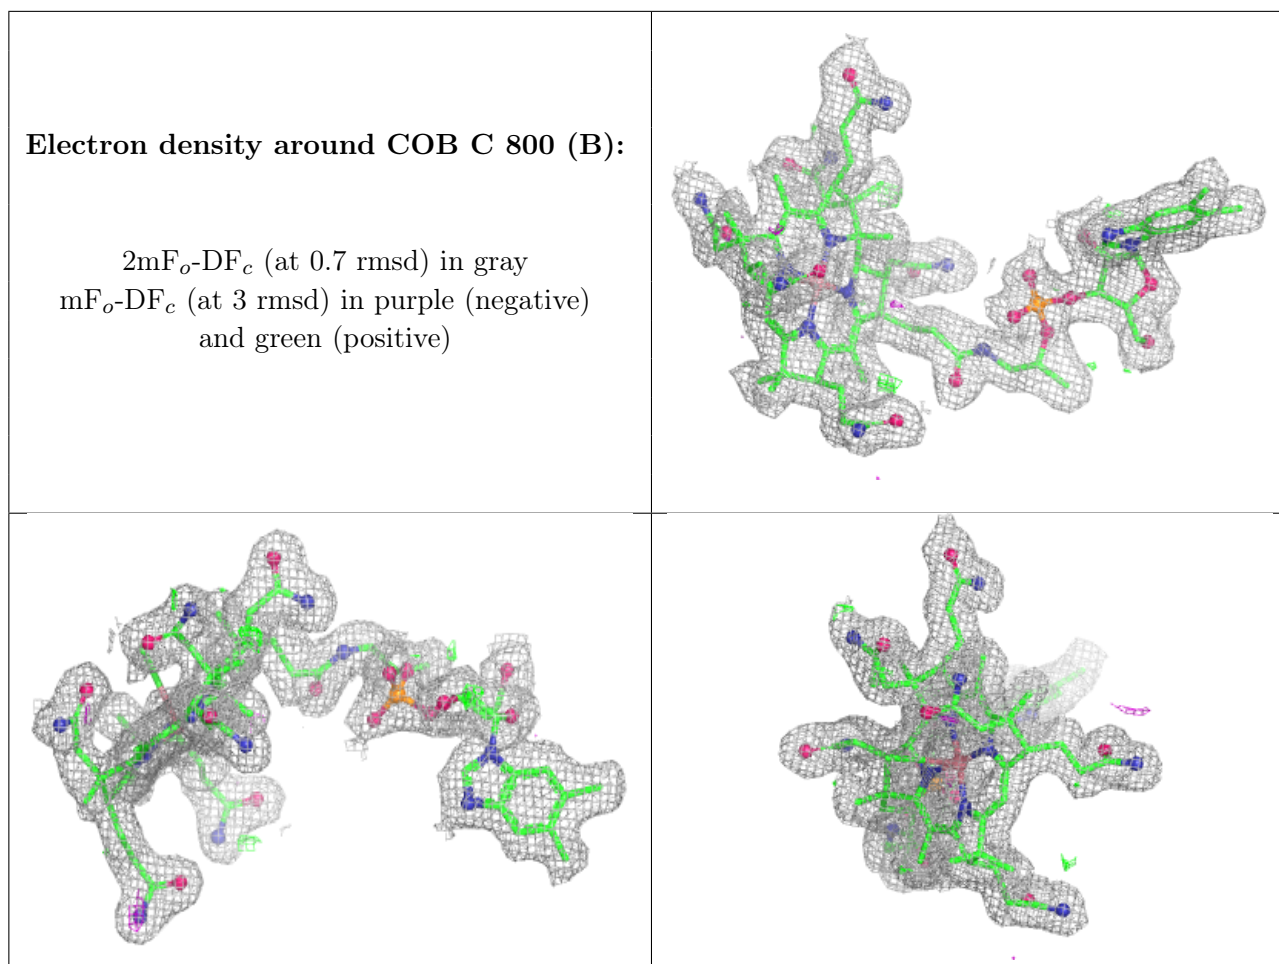 Electron density around COB C 800 (B):
2mFₒ-DF𝒸 (at 0.7 rmsd) in gray
mFₒ-DF𝒸 (at 3 rmsd) in purple (negative)
and green (positive)